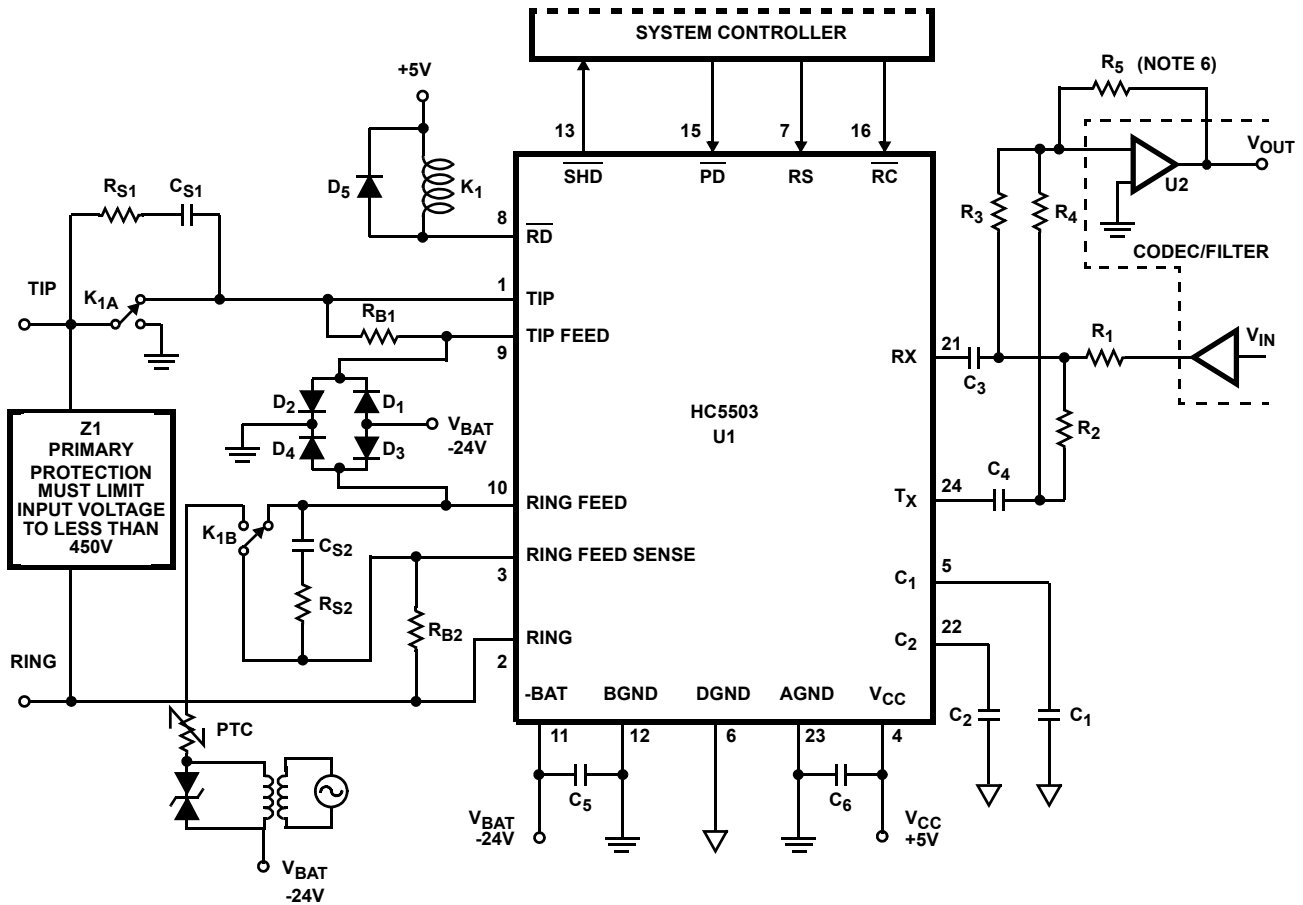 SYSTEM CONTROLLER
+5V
R5 (NOTE 6)
13
15
7
16
VOUT
SHD
PD
RS
RC
U2
RS1
CS1
D5
K1
8
RD
R3
R4
CODEC/FILTER
TIP
K1A
1
TIP
RB1
TIP FEED
9
R1
VIN
21
RX
C3
D2
D1
HC5503
U1
VBAT
-24V
D4
D3
R2
Z1
PRIMARY
PROTECTION
MUST LIMIT
INPUT VOLTAGE
TO LESS THAN
450V
C4
10
RING FEED
TX
24
K1B
CS2
RING FEED SENSE
3
5
C1
RS2
RB2
22
C2
RING
RING
2
-BAT
BGND
DGND
AGND
VCC
C2
C1
PTC
11
12
6
23
4
C5
C6
VBAT
-24V
VCC
+5V
VBAT
-24V